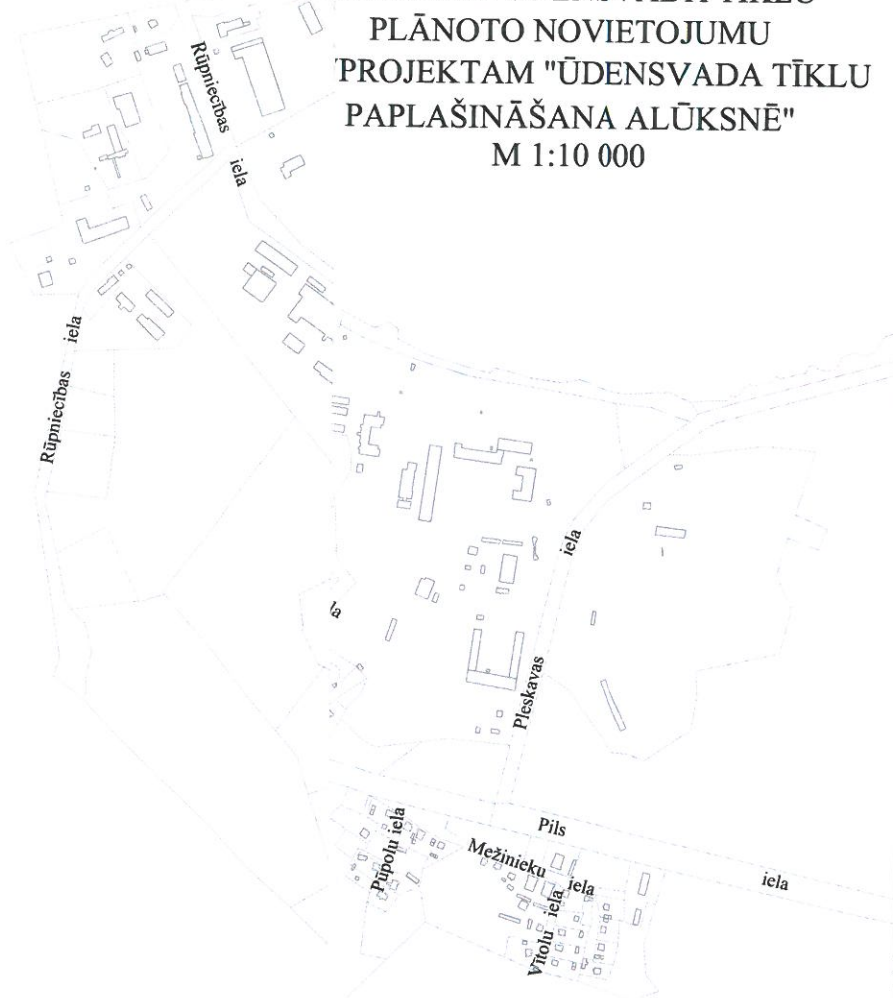 PLĀNOTO NOVIETOJUMU
PROJEKTAM "ŪDENSVADA TĪKLU
PAPLAŠINĀŠANA ALŪKSNĒ"
M 1:10 000
Rūpniecības
iela
iela
Rūpniecības
iela
la
Pleskavas
Pils
iela
Pūpolu iela
Mežinieku
iela
Vītolu iela